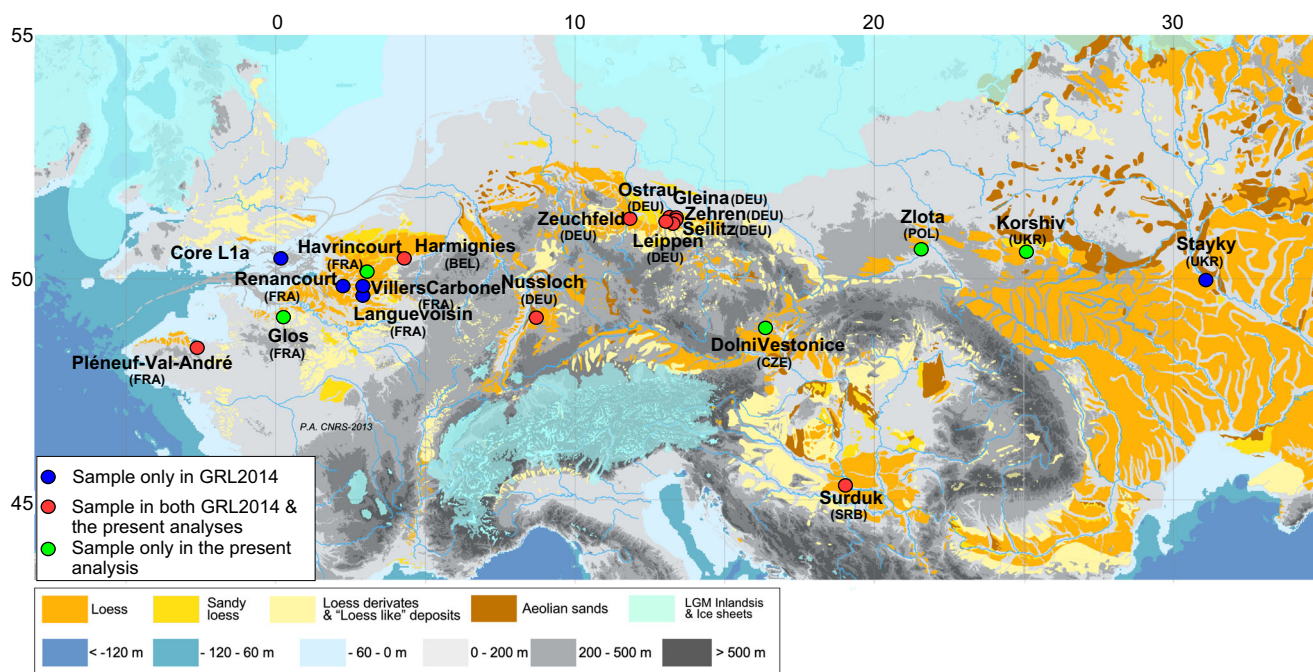 0 10 20 30
55
50
45
Ostrau
(DEU)
Gleina (DEU)
Zeuchfeld
(DEU)
Zehren (DEU)
Seilitz (DEU)
Leippen
(DEU)
Zlota
(POL)
Korshiv
(UKR)
Stayky
(UKR)
Core L1a
Havrincourt
(FRA)
Harmignies
(BEL)
Renancourt
(FRA)
VillersCarbonel
(FRA)
Languevoisin
(FRA)
Nussloch
(DEU)
Glos
(FRA)
Pléneuf-Val-André
(FRA)
DolniVestonice
(CZE)
Surduk
(SRB)
P.A. CNRS-2013
Sample only in GRL2014
Sample in both GRL2014 &
the present analyses
Sample only in the present
analysis
Loess
Sandy
loess
Loess derivates
& "Loess like" deposits
Aeolian sands
LGM Inlandsis
& Ice sheets
< -120 m
- 120 - 60 m
- 60 - 0 m
0 - 200 m
200 - 500 m
> 500 m